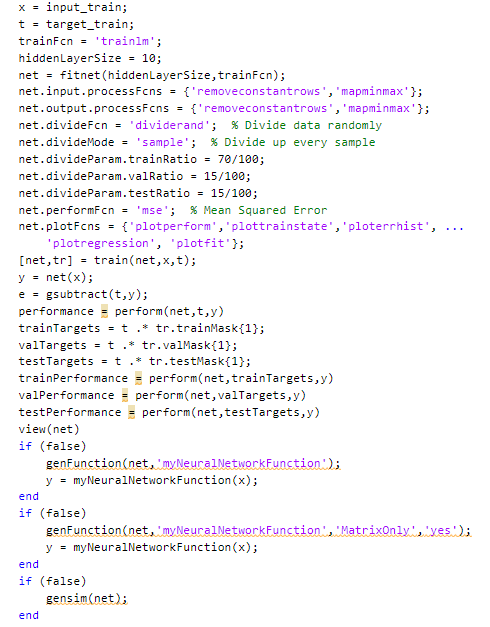 x = input_train;
t = target_train;
trainFcn = 'trainlm';
hiddenLayerSize = 10;
net = fitnet(hiddenLayerSize,trainFcn);
net.input.processFcns = {'removeconstantrows','mapminmax'};
net.output.processFcns = {'removeconstantrows','mapminmax'};
net.divideFcn = 'dividerand';  % Divide data randomly
net.divideMode = 'sample';  % Divide up every sample
net.divideParam.trainRatio = 70/100;
net.divideParam.valRatio = 15/100;
net.divideParam.testRatio = 15/100;
net.performFcn = 'mse';  % Mean Squared Error
net.plotFcns = {'plotperform','plottrainstate','ploterrhist', ...
    'plotregression', 'plotfit'};
[net,tr] = train(net,x,t);
y = net(x);
e = gsubtract(t,y);
performance = perform(net,t,y)
trainTargets = t .* tr.trainMask{1};
valTargets = t .* tr.valMask{1};
testTargets = t .* tr.testMask{1};
trainPerformance = perform(net,trainTargets,y)
valPerformance = perform(net,valTargets,y)
testPerformance = perform(net,testTargets,y)
view(net)
if (false)
    genFunction(net,'myNeuralNetworkFunction');
    y = myNeuralNetworkFunction(x);
end
if (false)
    genFunction(net,'myNeuralNetworkFunction','MatrixOnly','yes');
    y = myNeuralNetworkFunction(x);
end
if (false)
    gensim(net);
end